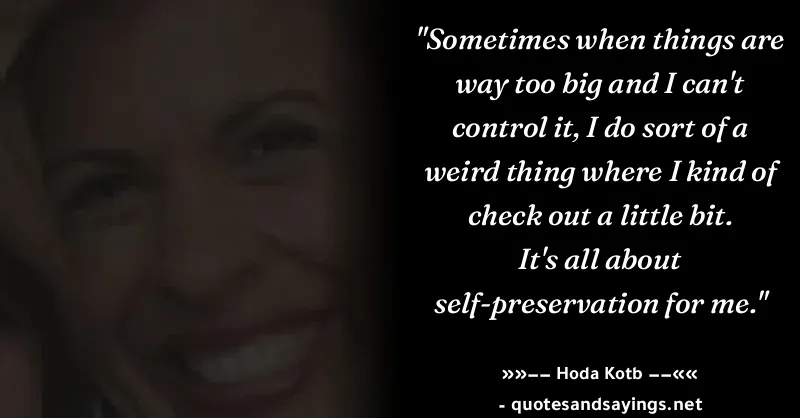 "Sometimes when things are
way too big and I can't
control it, I do sort of a
weird thing where I kind of
check out a little bit.
It's all about
self-preservation for me."
»»−− Hoda Kotb −−««
- quotesandsayings.net